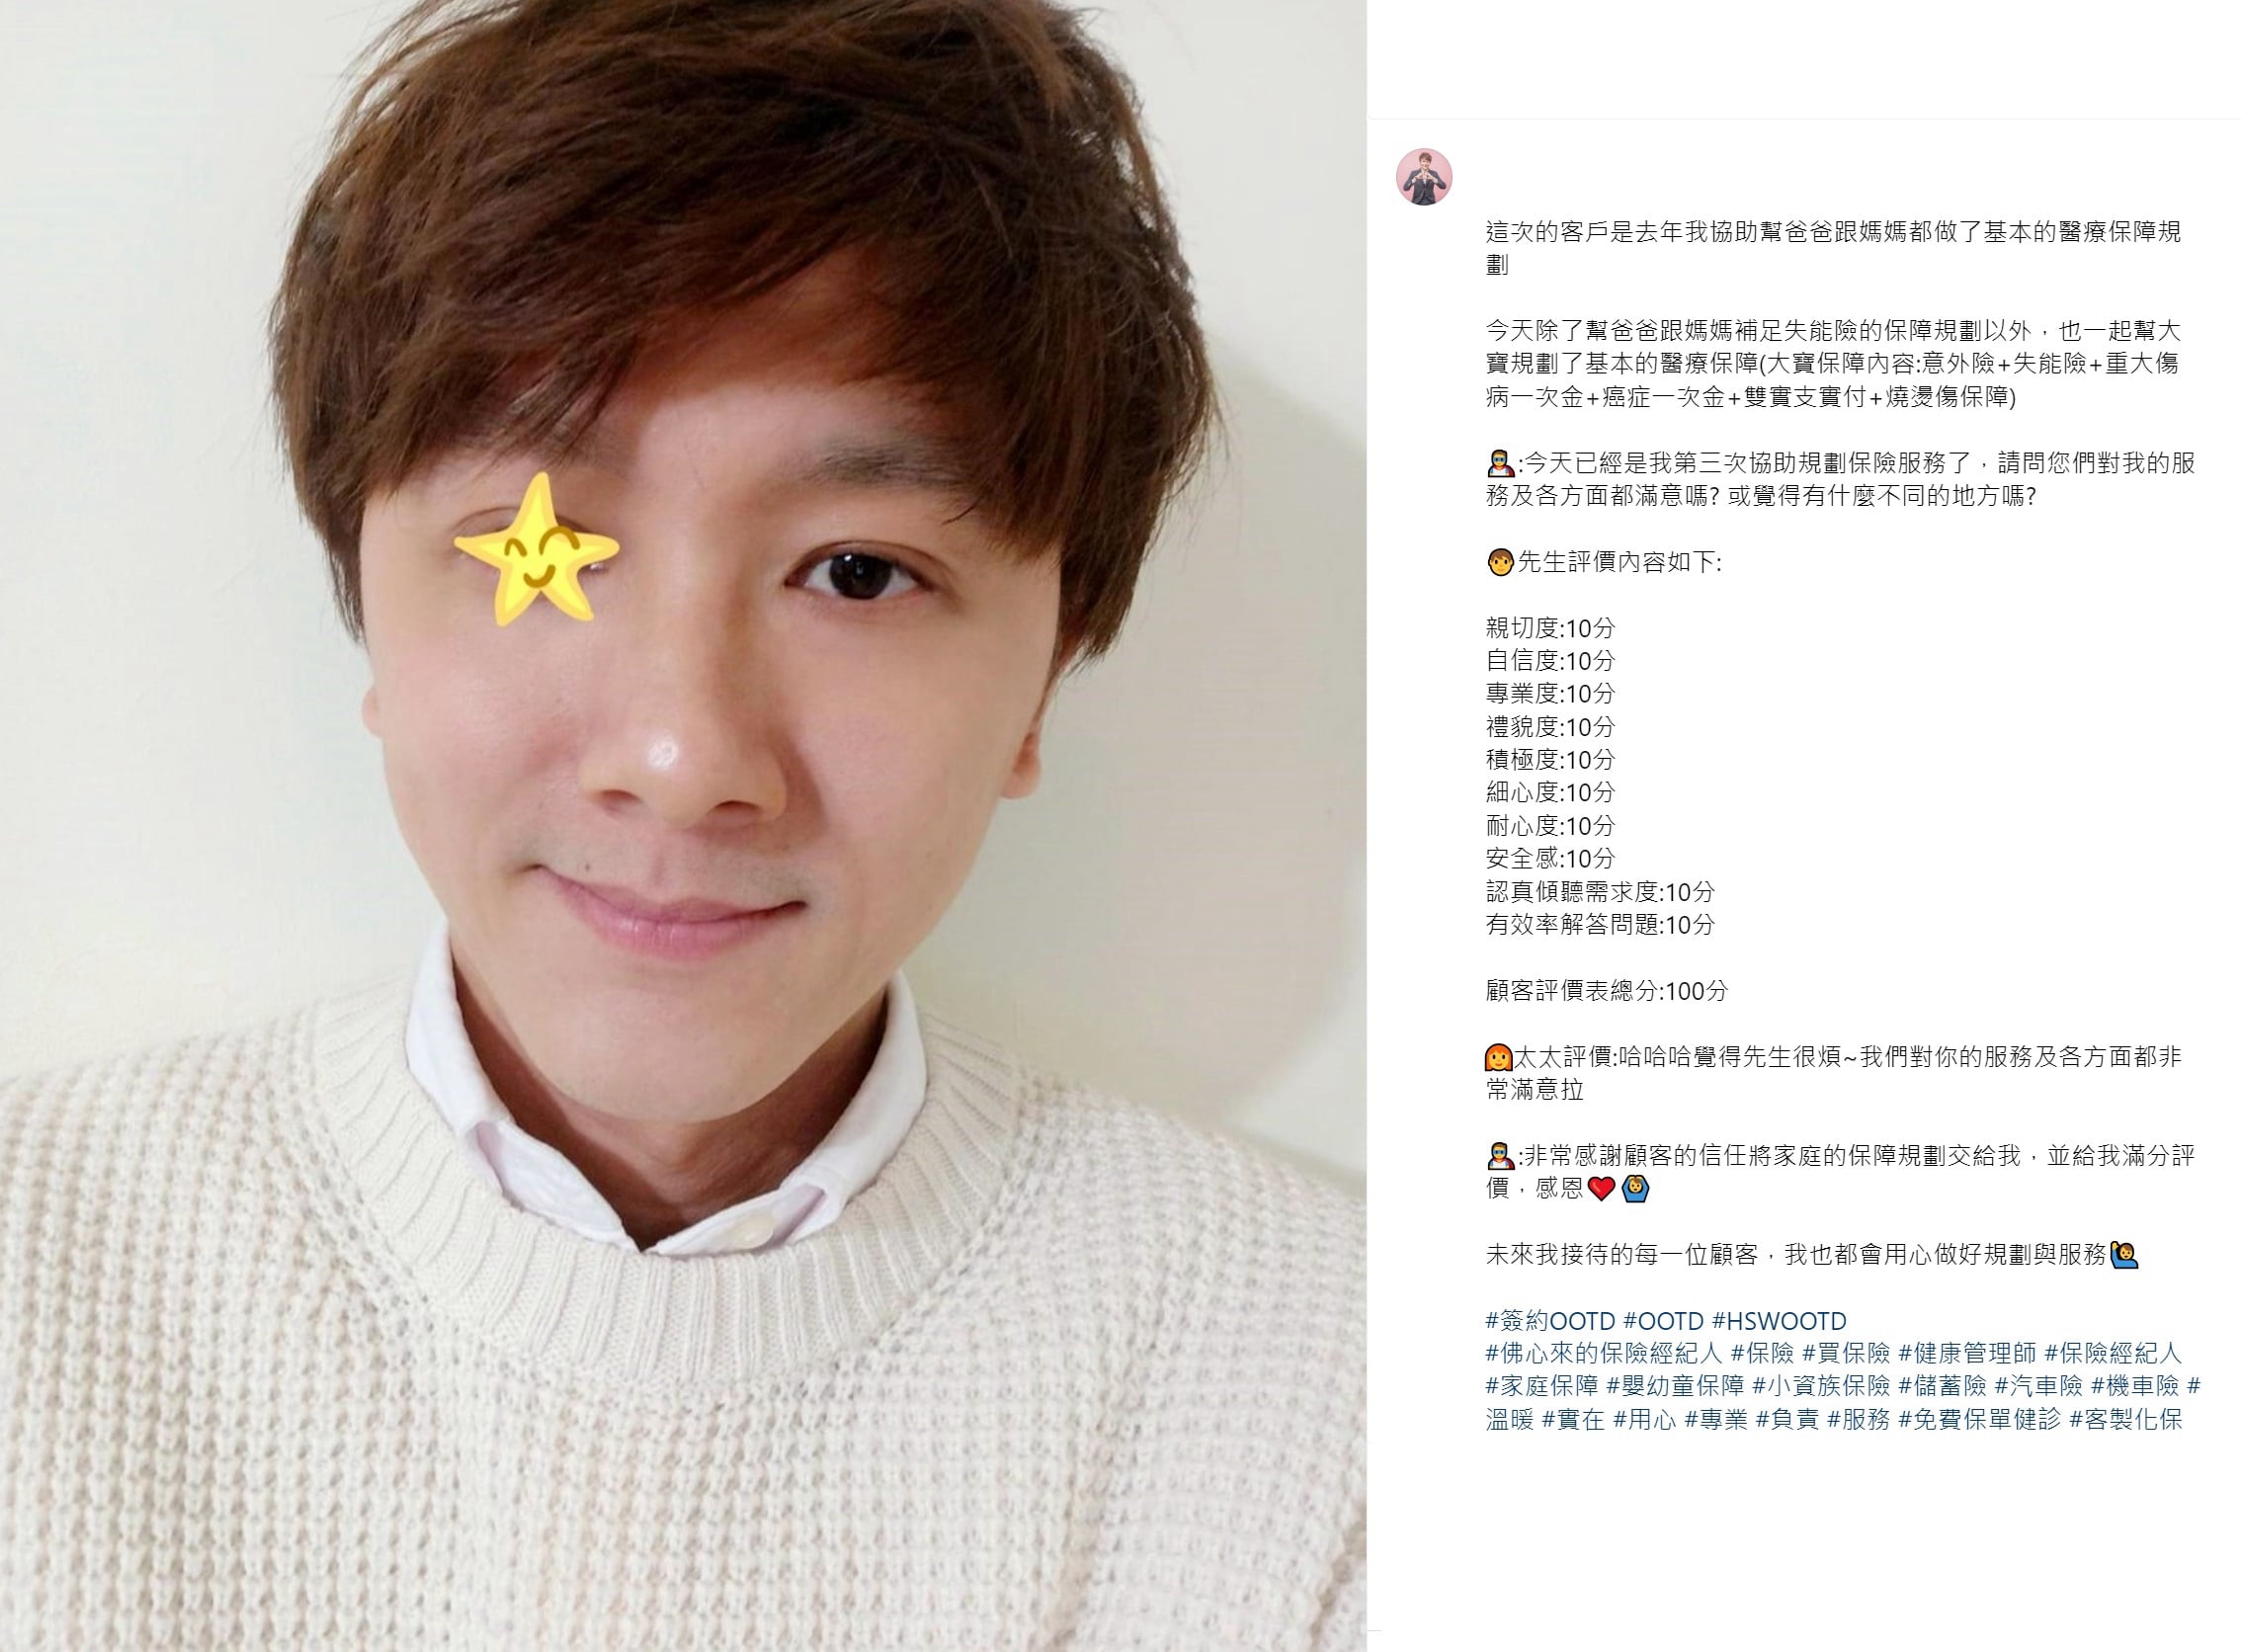 這次的客戶是去年我協助幫爸爸跟媽媽都做了基本的醫療保障規
劃
今天除了幫爸爸跟媽媽補足失能險的保障規劃以外，也一起幫大
寶規劃了基本的醫療保障(大寶保障內容:意外險+失能險+重大傷
病一次金+癌症一次金+雙實支實付+燒燙傷保障)
🦸‍♂️:今天已經是我第三次協助規劃保險服務了，請問您們對我的服
務及各方面都滿意嗎? 或覺得有什麼不同的地方嗎?
🧑先生評價內容如下:
親切度:10分
自信度:10分
專業度:10分
禮貌度:10分
積極度:10分
細心度:10分
耐心度:10分
安全感:10分
認真傾聽需求度:10分
有效率解答問題:10分
顧客評價表總分:100分
👩‍🦰太太評價:哈哈哈覺得先生很煩~我們對你的服務及各方面都非
常滿意拉
🦸‍♂️:非常感謝顧客的信任將家庭的保障規劃交給我，並給我滿分評
價，感恩❤️🙆‍♂️
未來我接待的每一位顧客，我也都會用心做好規劃與服務🙋‍♂️
#簽約OOTD #OOTD #HSWOOTD
#佛心來的保險經紀人 #保險 #買保險 #健康管理師 #保險經紀人
#家庭保障 #嬰幼童保障 #小資族保險 #儲蓄險 #汽車險 #機車險 #
溫暖 #實在 #用心 #專業 #負責 #服務 #免費保單健診 #客製化保